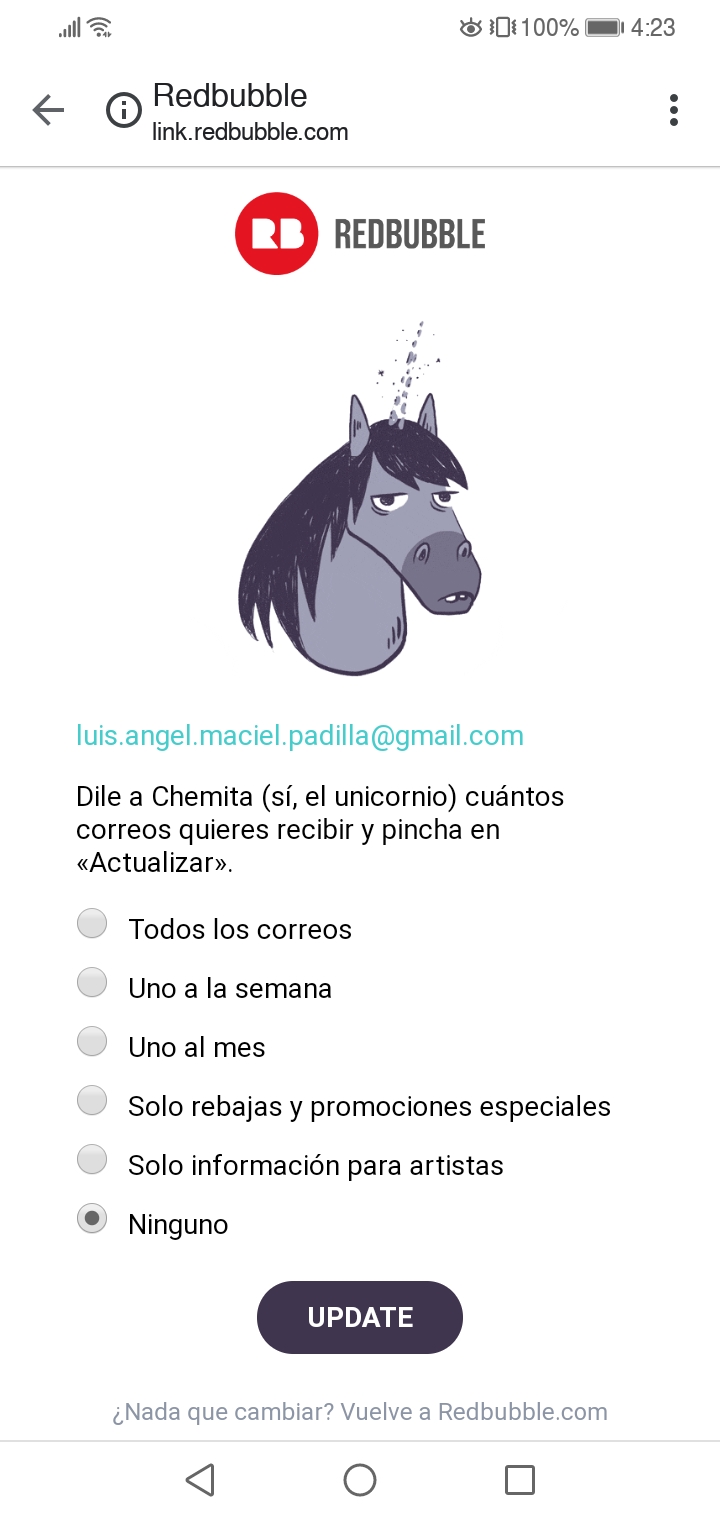 100% 4:23
Redbubble
link.redbubble.com
RB REDBUBBLE
luis.angel.maciel.padilla@gmail.com
Dile a Chemita (sí, el unicornio) cuántos
correos quieres recibir y pincha en
«Actualizar».
Todos los correos
Uno a la semana
Uno al mes
Solo rebajas y promociones especiales
Solo información para artistas
Ninguno
UPDATE
¿Nada que cambiar? Vuelve a Redbubble.com